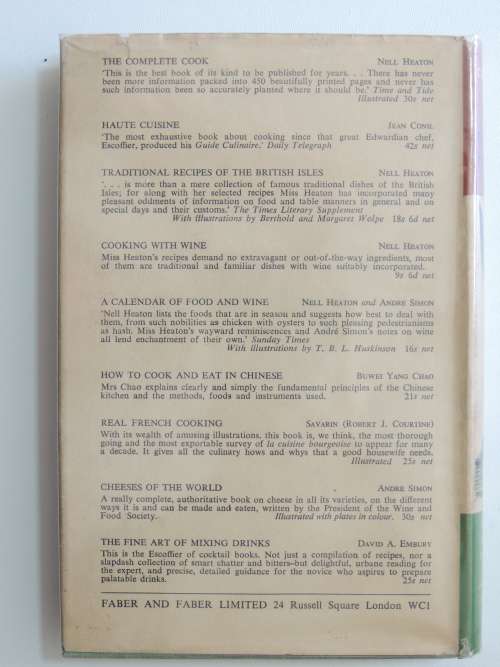 THE COMPLETE COOK Nell Heaton
'This is the best book of its kind to be published for years. . . There has never
been more information packed into 450 beautifully printed pages and never has
such information been so accurately planted where it should be.' Time and Tide
Illustrated 30s net
HAUTE CUISINE Jean Conil
'The most exhaustive book about cooking since that great Edwardian chef,
Escoffier, produced his Guide Culinaire.' Daily Telegraph 42s net
TRADITIONAL RECIPES OF THE BRITISH ISLES Nell Heaton
'. . . is more than a mere collection of famous traditional dishes of the British
Isles; for along with her selected recipes Miss Heaton has incorporated many
pleasant oddments of information on food and table manners in general and on
special days and their customs.' The Times Literary Supplement
With Illustrations by Berthold and Margaret Wolpe 18s 6d net
COOKING WITH WINE Nell Heaton
Miss Heaton's recipes demand no extravagant or out-of-the-way ingredients, most
of them are traditional and familiar dishes with wine suitably incorporated.
9s 6d net
A CALENDAR OF FOOD AND WINE Nell Heaton and André Simon
'Nell Heaton lists the foods that are in season and suggests how best to deal with
them, from such nobilities as chicken with oysters to such pleasing pedestrianisms
as hash. Miss Heaton's wayward reminiscences and André Simon's notes on wine
all lend enchantment of their own.' Sunday Times
With illustrations by T. B. L. Huskinson 16s net
HOW TO COOK AND EAT IN CHINESE Buwei Yang Chao
Mrs Chao explains clearly and simply the fundamental principles of the Chinese
kitchen and the methods, foods and instruments used. 21s net
REAL FRENCH COOKING Savarin (Robert J. Courtine)
With its wealth of amusing illustrations, this book is, we think, the most thorough
going and the most exportable survey of la cuisine bourgeoise to appear for many
a decade. It gives all the culinary hows and whys that a good housewife needs.
Illustrated 25s net
CHEESES OF THE WORLD André Simon
A really complete, authoritative book on cheese in all its varieties, on the different
ways it is and can be made and eaten, written by the President of the Wine and
Food Society. Illustrated with plates in colour. 30s net
THE FINE ART OF MIXING DRINKS David A. Embury
This is the Escoffier of cocktail books. Not just a compilation of recipes, nor a
slapdash collection of smart chatter and bitters–but delightful, urbane reading for
the expert, and precise, detailed guidance for the novice who aspires to prepare
palatable drinks. 25s net
FABER AND FABER LIMITED 24 Russell Square London WC1